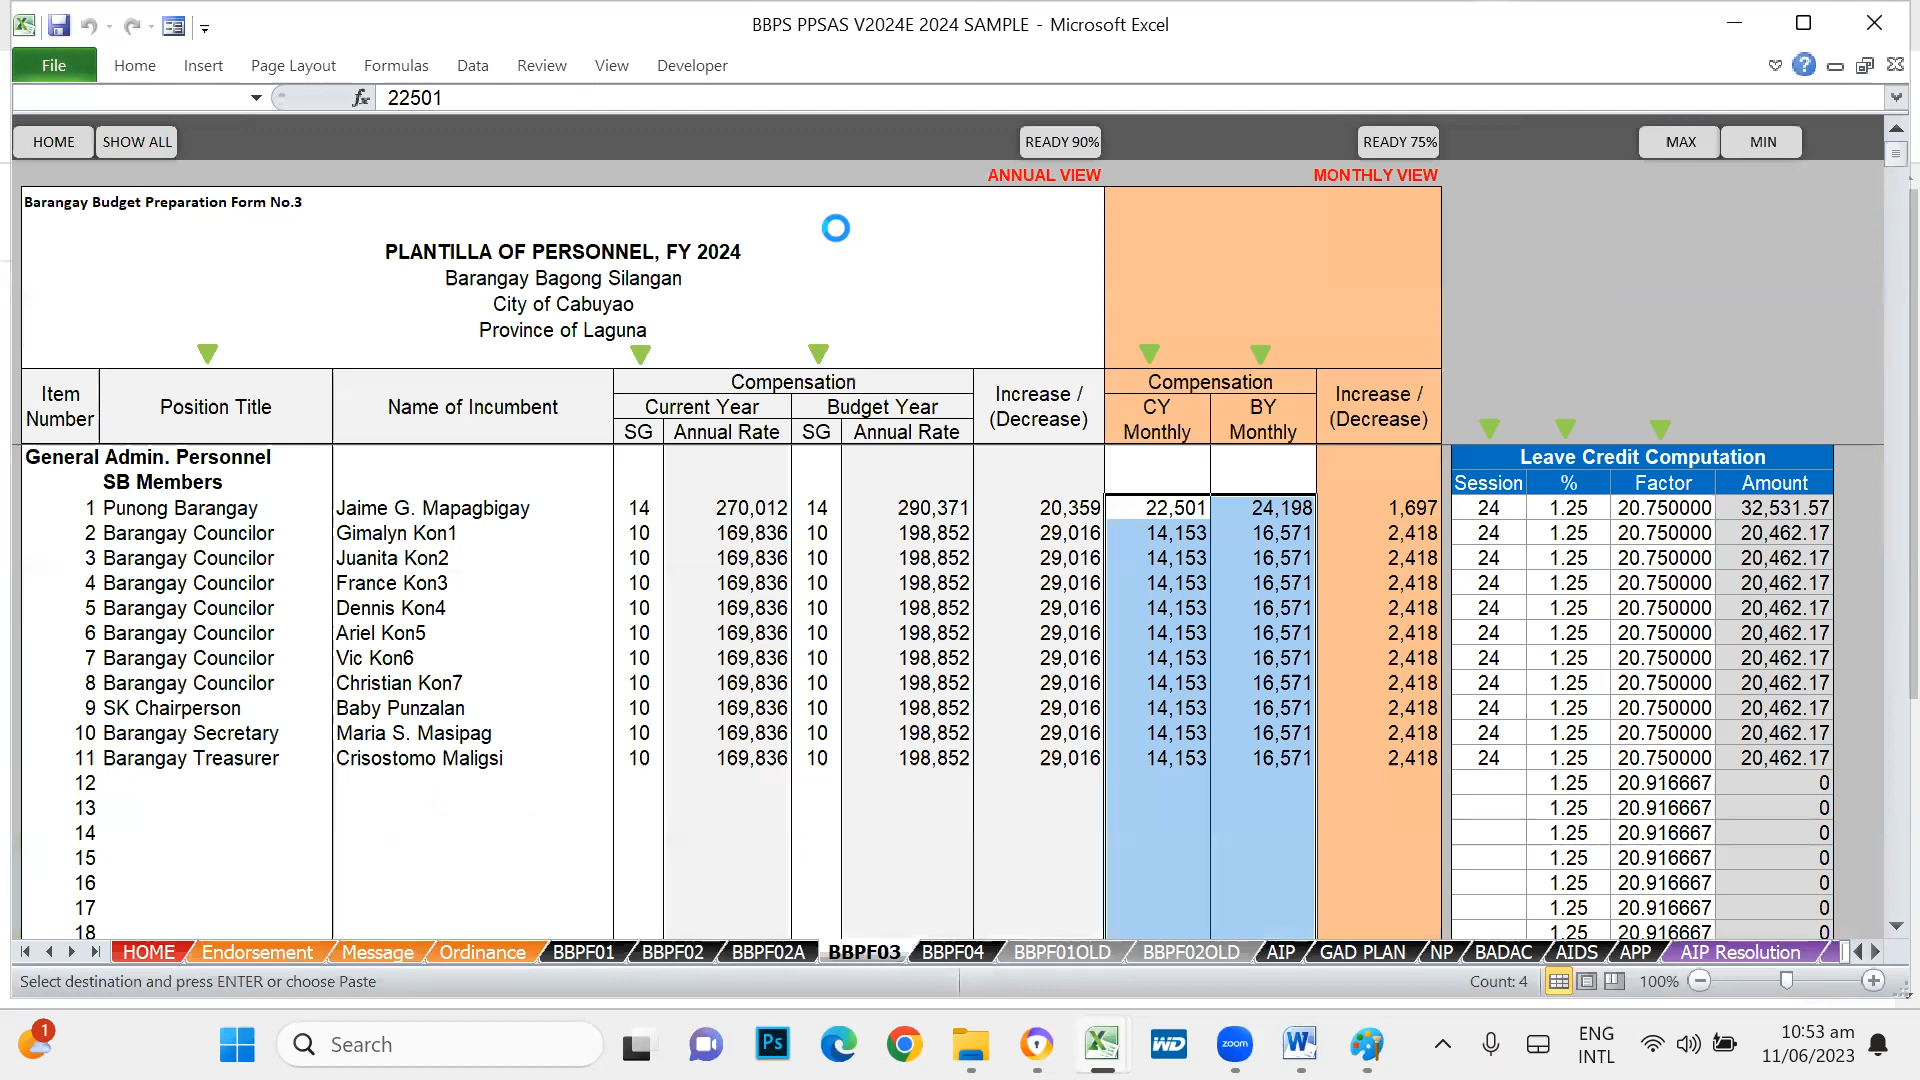 BBPS PPSAS V2024E 2024 SAMPLE - Microsoft Excel
File Home Insert Page Layout Formulas Data Review View Developer
fx 22501
HOME SHOW ALL READY 90% READY 75% MAX MIN
ANNUAL VIEW MONTHLY VIEW
Barangay Budget Preparation Form No.3
PLANTILLA OF PERSONNEL, FY 2024
Barangay Bagong Silangan
City of Cabuyao
Province of Laguna
Item Number Position Title Name of Incumbent Compensation Increase / (Decrease) Compensation Increase / (Decrease)
Current Year Budget Year CY Monthly BY Monthly
SG Annual Rate SG Annual Rate
General Admin. Personnel Leave Credit Computation
SB Members Session % Factor Amount
1 Punong Barangay Jaime G. Mapagbigay 14 270,012 14 290,371 20,359 22,501 24,198 1,697 24 1.25 20.750000 32,531.57
2 Barangay Councilor Gimalyn Kon1 10 169,836 10 198,852 29,016 14,153 16,571 2,418 24 1.25 20.750000 20,462.17
3 Barangay Councilor Juanita Kon2 10 169,836 10 198,852 29,016 14,153 16,571 2,418 24 1.25 20.750000 20,462.17
4 Barangay Councilor France Kon3 10 169,836 10 198,852 29,016 14,153 16,571 2,418 24 1.25 20.750000 20,462.17
5 Barangay Councilor Dennis Kon4 10 169,836 10 198,852 29,016 14,153 16,571 2,418 24 1.25 20.750000 20,462.17
6 Barangay Councilor Ariel Kon5 10 169,836 10 198,852 29,016 14,153 16,571 2,418 24 1.25 20.750000 20,462.17
7 Barangay Councilor Vic Kon6 10 169,836 10 198,852 29,016 14,153 16,571 2,418 24 1.25 20.750000 20,462.17
8 Barangay Councilor Christian Kon7 10 169,836 10 198,852 29,016 14,153 16,571 2,418 24 1.25 20.750000 20,462.17
9 SK Chairperson Baby Punzalan 10 169,836 10 198,852 29,016 14,153 16,571 2,418 24 1.25 20.750000 20,462.17
10 Barangay Secretary Maria S. Masipag 10 169,836 10 198,852 29,016 14,153 16,571 2,418 24 1.25 20.750000 20,462.17
11 Barangay Treasurer Crisostomo Maligsi 10 169,836 10 198,852 29,016 14,153 16,571 2,418 24 1.25 20.750000 20,462.17
12 1.25 20.916667 0
13 1.25 20.916667 0
14 1.25 20.916667 0
15 1.25 20.916667 0
16 1.25 20.916667 0
17 1.25 20.916667 0
18 1.25 20.916667 0
HOME Endorsement Message Ordinance BBPF01 BBPF02 BBPF02A BBPF03 BBPF04 BBPF01OLD BBPF02OLD AIP GAD PLAN NP BADAC AIDS APP AIP Resolution
Select destination and press ENTER or choose Paste Count: 4 100%
1 Search Ps WD zoom W ENG INTL 10:53 am
11/06/2023